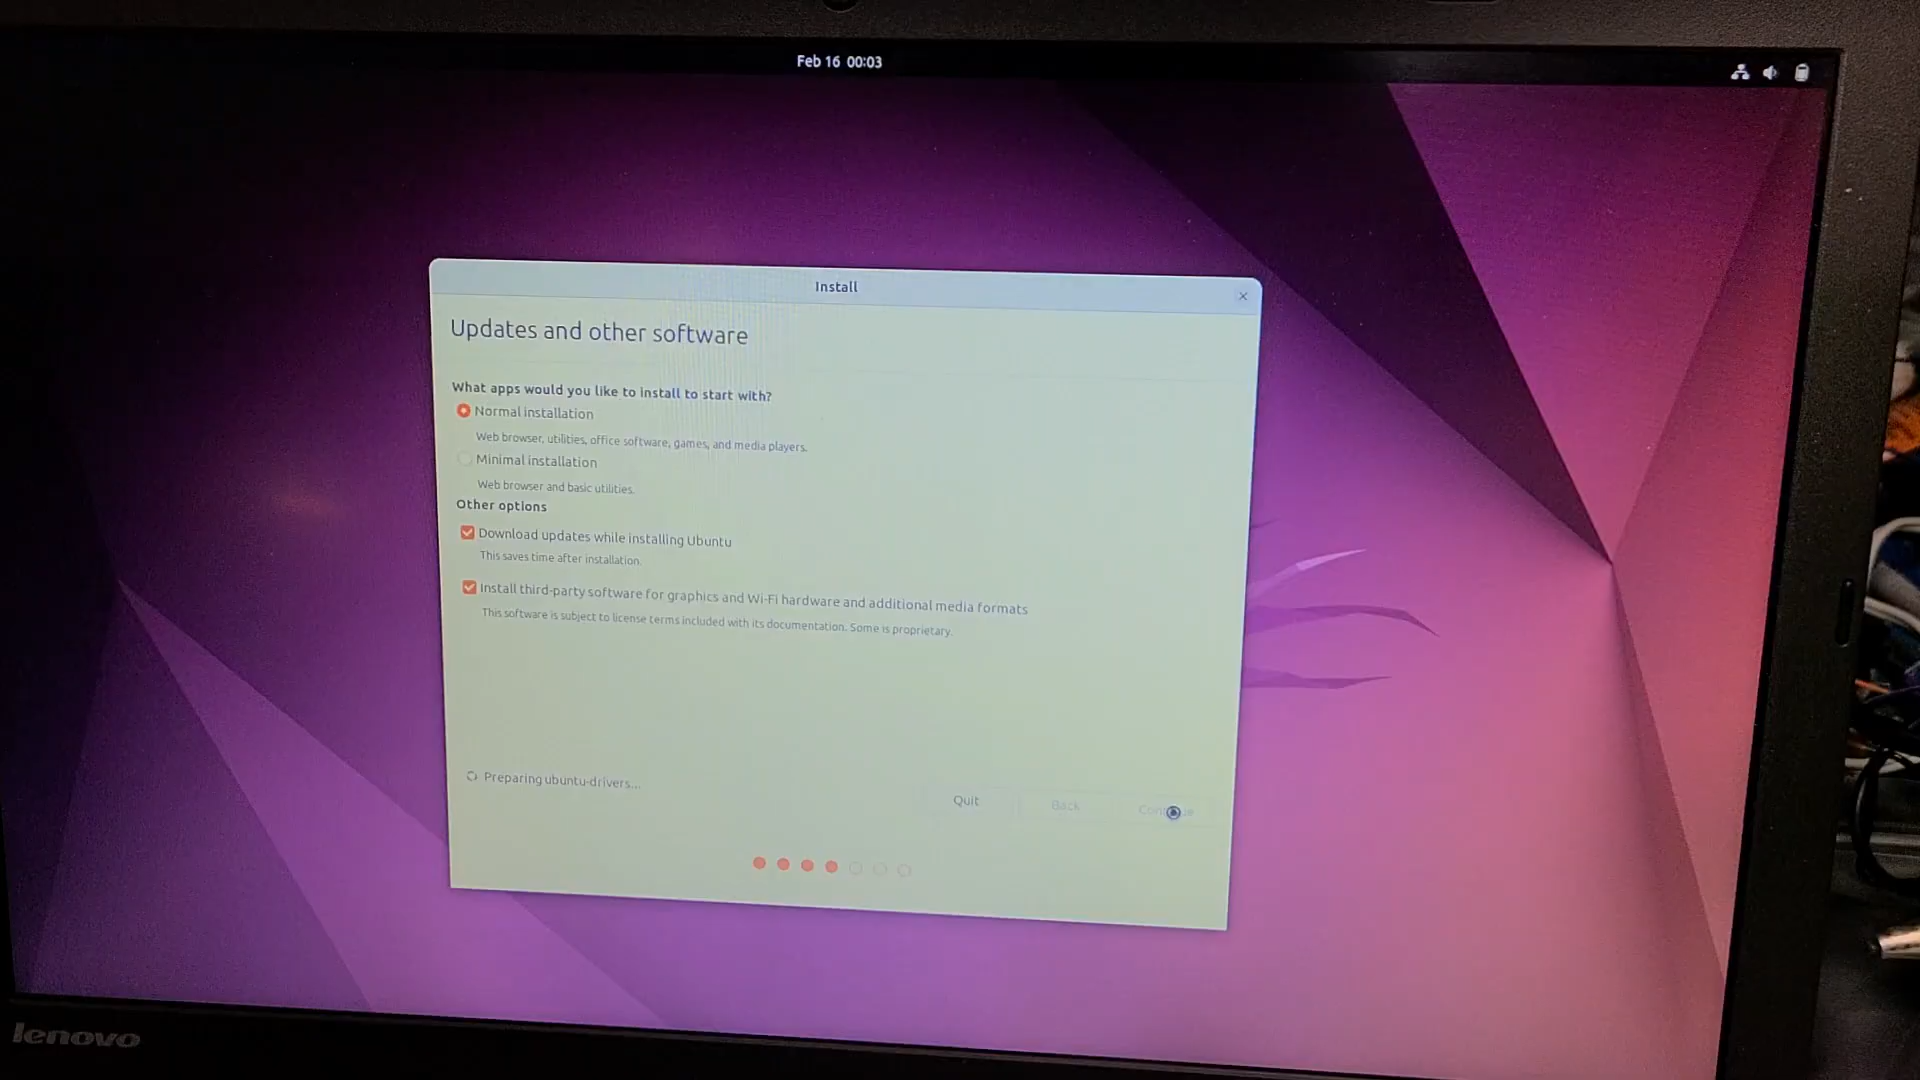 Feb 16 00:03
Install
Updates and other software
What apps would you like to install to start with?
Normal installation
Web browser, utilities, office software, games, and media players.
Minimal installation
Web browser and basic utilities.
Other options
Download updates while installing Ubuntu
This saves time after installation.
Install third-party software for graphics and Wi-Fi hardware and additional media formats
This software is subject to license terms included with its documentation. Some is proprietary.
Preparing ubuntu-drivers...
Quit
Back
Continue
lenovo